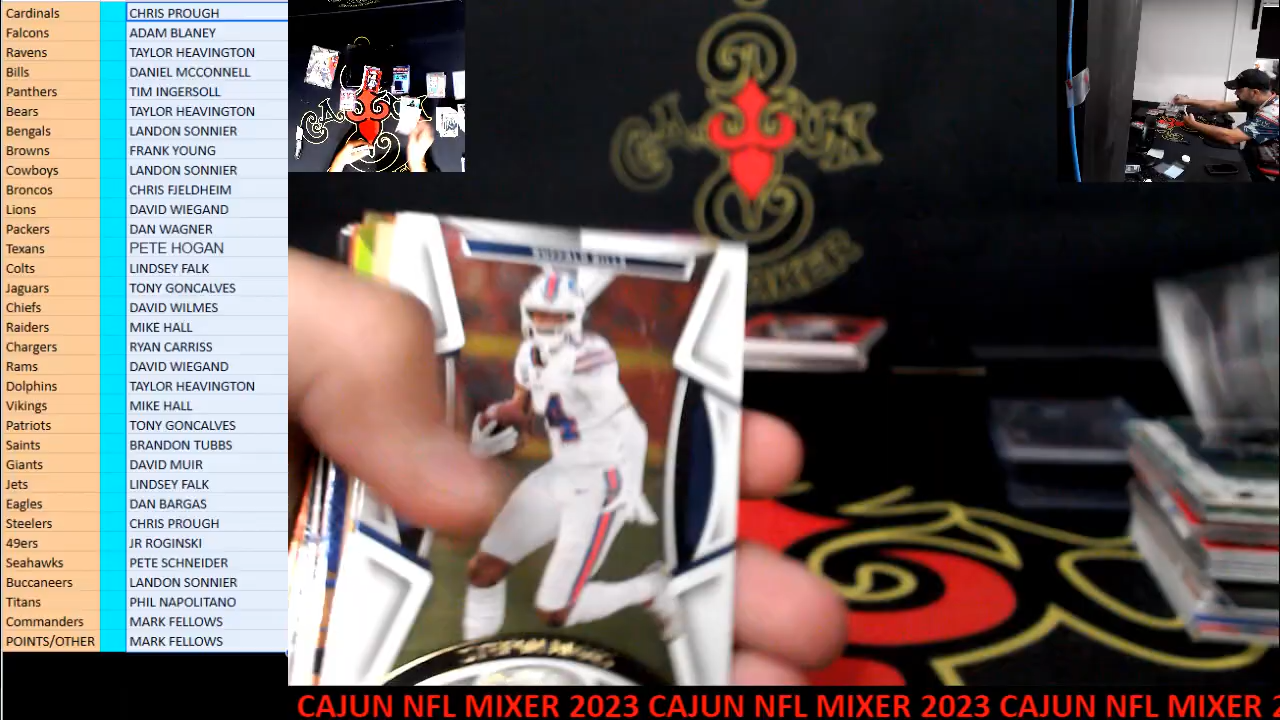 Cardinals CHRIS PROUGH
Falcons ADAM BLANEY
Ravens TAYLOR HEAVINGTON
Bills DANIEL MCCONNELL
Panthers TIM INGERSOLL
Bears TAYLOR HEAVINGTON
Bengals LANDON SONNIER
Browns FRANK YOUNG
Cowboys LANDON SONNIER
Broncos CHRIS FJELDHEIM
Lions DAVID WIEGAND
Packers DAN WAGNER
Texans PETE HOGAN
Colts LINDSEY FALK
Jaguars TONY GONCALVES
Chiefs DAVID WILMES
Raiders MIKE HALL
Chargers RYAN CARRISS
Rams DAVID WIEGAND
Dolphins TAYLOR HEAVINGTON
Vikings MIKE HALL
Patriots TONY GONCALVES
Saints BRANDON TUBBS
Giants DAVID MUIR
Jets LINDSEY FALK
Eagles DAN BARGAS
Steelers CHRIS PROUGH
49ers JR ROGINSKI
Seahawks PETE SCHNEIDER
Buccaneers LANDON SONNIER
Titans PHIL NAPOLITANO
Commanders MARK FELLOWS
POINTS/OTHER MARK FELLOWS
BUFFALO BILLS
4
CAJUN NFL MIXER 2023 CAJUN NFL MIXER 2023 CAJUN NFL MIXER 2